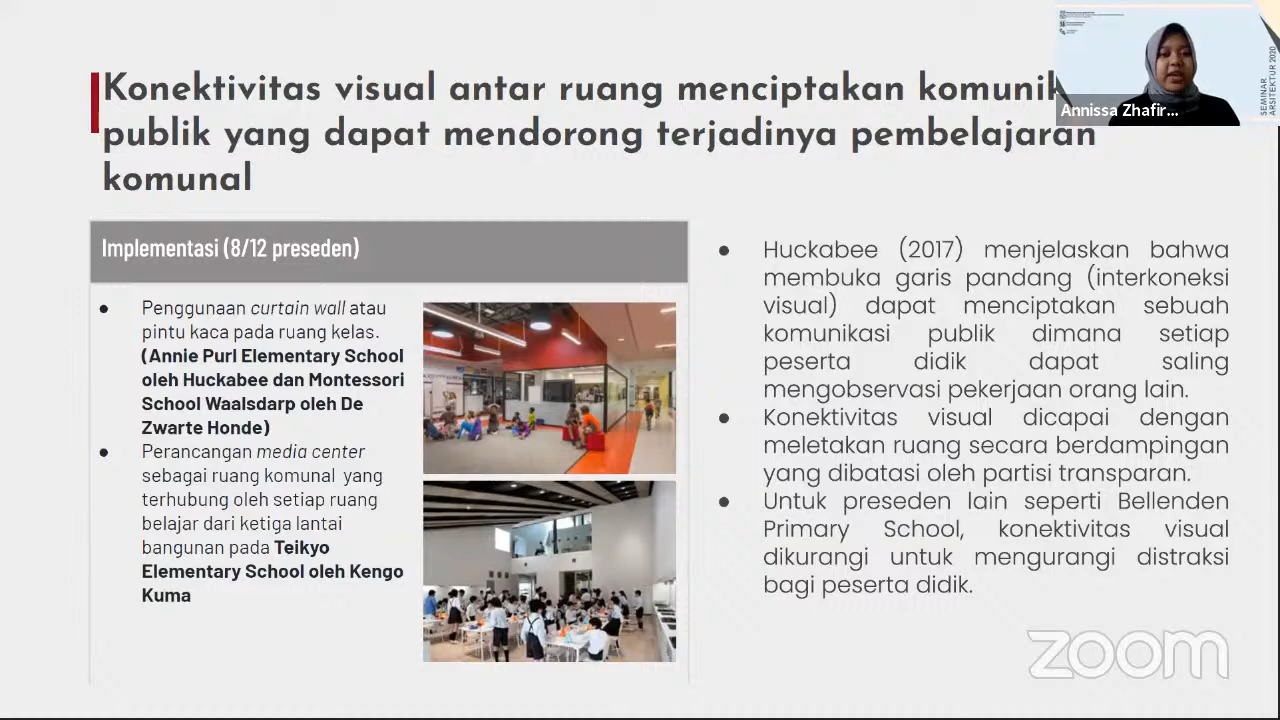 Konektivitas visual antar ruang menciptakan
publik yang dapat mendorong terjadinya pembelajaran
komunal
Annissa Zhafir...
SEMINAR
ARSITEKTUR 2020
Implementasi (8/12 preseden)
● Penggunaan curtain wall atau
pintu kaca pada ruang kelas.
(Annie Purl Elementary School
oleh Huckabee dan Montessori
School Waalsdarp oleh De
Zwarte Honde)
● Perancangan media center
sebagai ruang komunal yang
terhubung oleh setiap ruang
belajar dari ketiga lantai
bangunan pada Teikyo
Elementary School oleh Kengo
Kuma
● Huckabee (2017) menjelaskan bahwa
membuka garis pandang (interkoneksi
visual) dapat menciptakan sebuah
komunikasi publik dimana setiap
peserta didik dapat saling
mengobservasi pekerjaan orang lain.
● Konektivitas visual dicapai dengan
meletakan ruang secara berdampingan
yang dibatasi oleh partisi transparan.
● Untuk preseden lain seperti Bellenden
Primary School, konektivitas visual
dikurangi untuk mengurangi distraksi
bagi peserta didik.
zoom